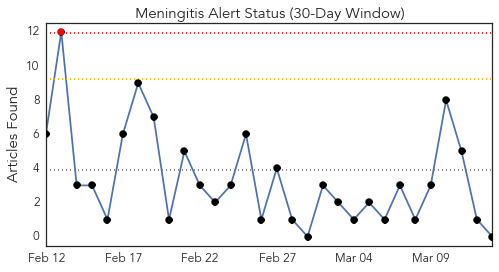 Meningitis Alert Status (30-Day Window)
Articles Found
12
10
8
6
4
2
0
Feb 12
Feb 17
Feb 22
Feb 27
Mar 04
Mar 09